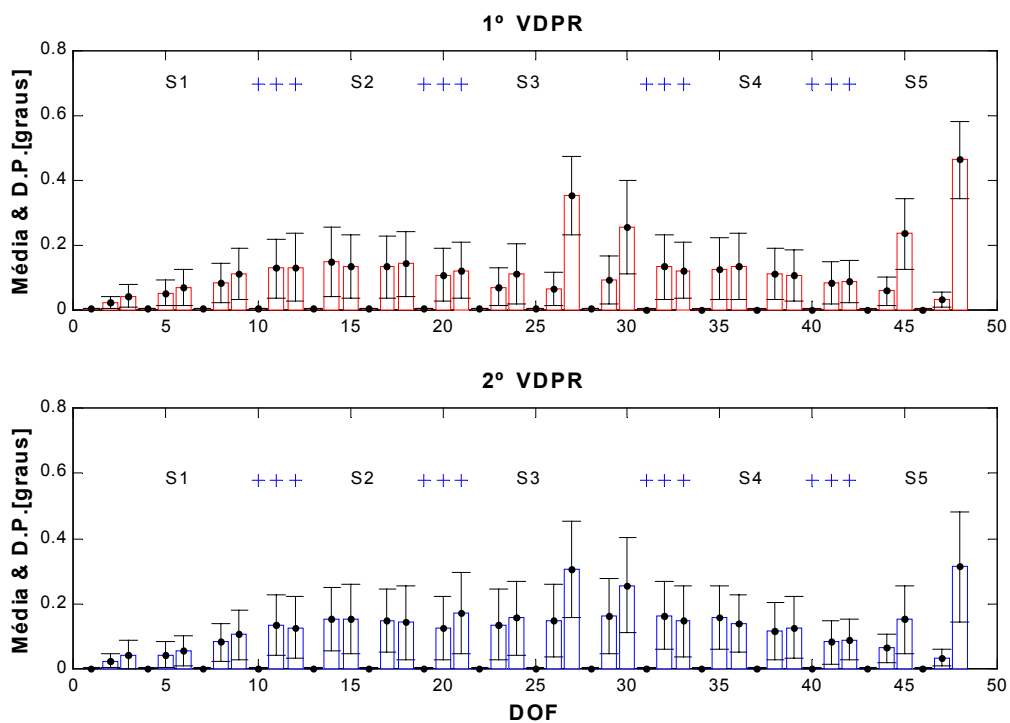 1º VDPR
Média & D.P.[graus]
0.8
0.6
0.4
0.2
0
S1 +++ S2 +++ S3 +++ S4 +++ S5
0 5 10 15 20 25 30 35 40 45 50
2º VDPR
Média & D.P.[graus]
0.8
0.6
0.4
0.2
0
S1 +++ S2 +++ S3 +++ S4 +++ S5
0 5 10 15 20 25 30 35 40 45 50
DOF